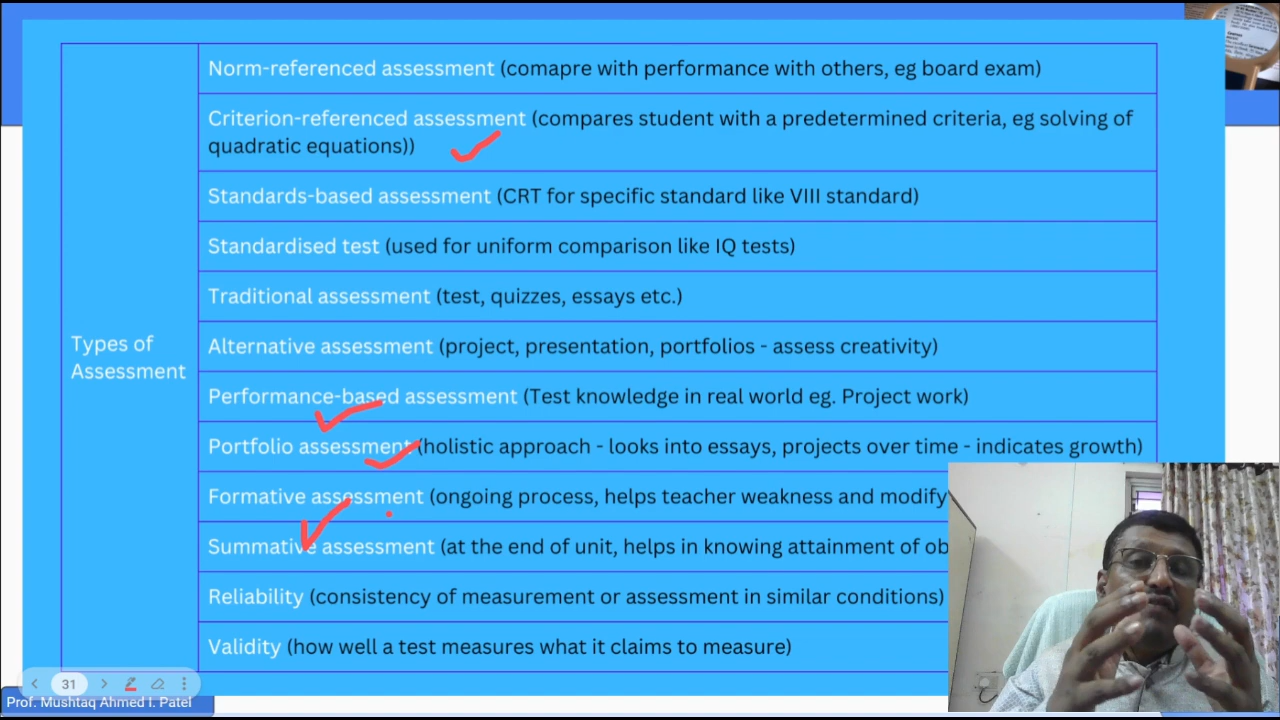 Norm-referenced assessment (comapre with performance with others, eg board exam)
Criterion-referenced assessment (compares student with a predetermined criteria, eg solving of
quadratic equations))
Standards-based assessment (CRT for specific standard like VIII standard)
Standardised test (used for uniform comparison like IQ tests)
Traditional assessment (test, quizzes, essays etc.)
Types of
Assessment
Alternative assessment (project, presentation, portfolios - assess creativity)
Performance-based assessment (Test knowledge in real world eg. Project work)
Portfolio assessment (holistic approach - looks into essays, projects over time - indicates growth)
Formative assessment (ongoing process, helps teacher weakness and modify
Summative assessment (at the end of unit, helps in knowing attainment of ob
Reliability (consistency of measurement or assessment in similar conditions)
Validity (how well a test measures what it claims to measure)
31
Prof. Mushtaq Ahmed I. Patel